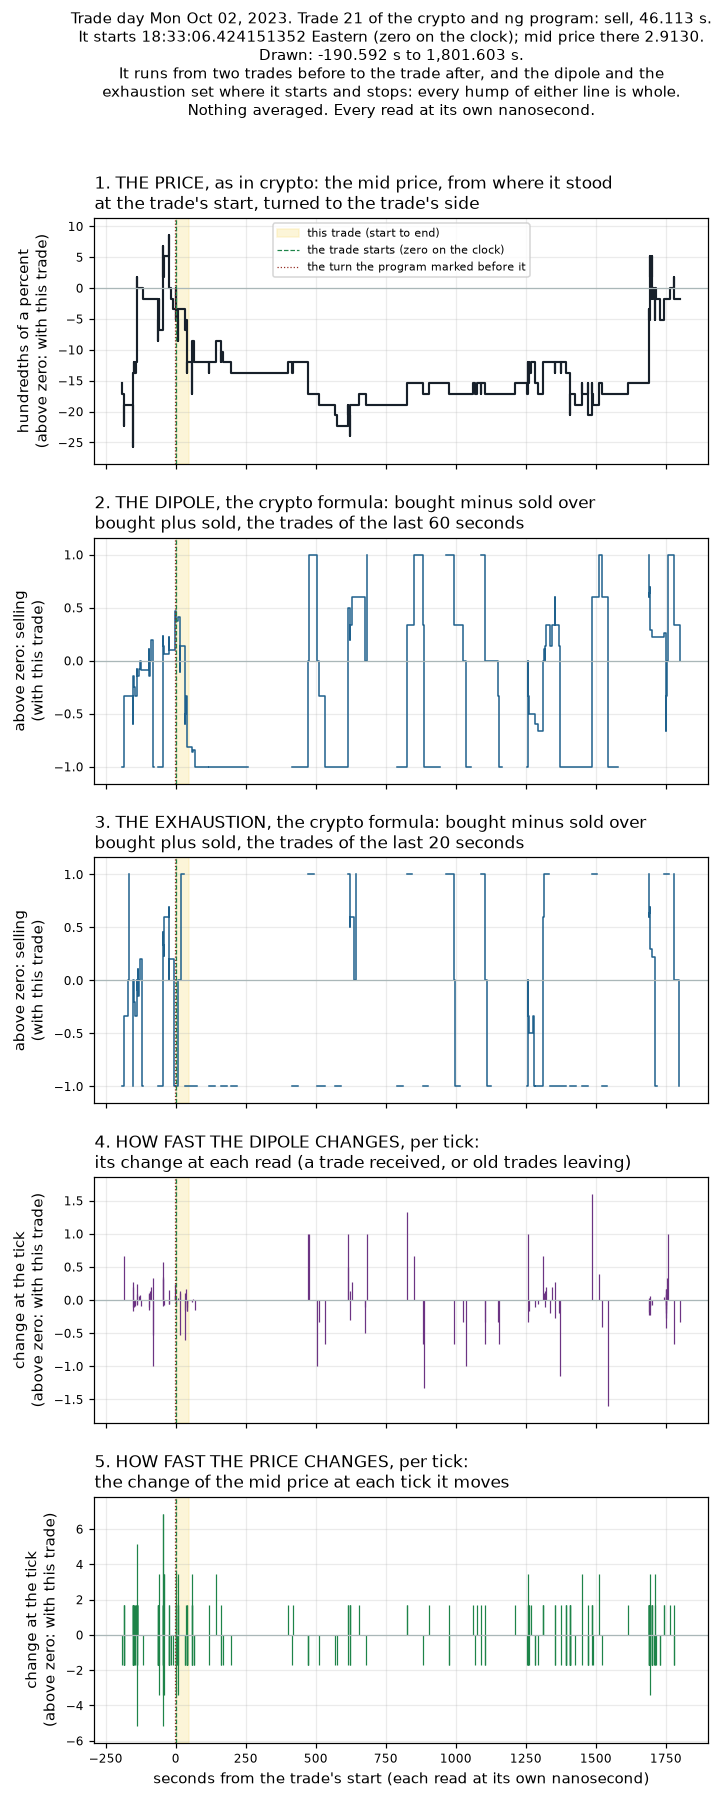 Trade day Mon Oct 02, 2023. Trade 21 of the crypto and ng program: sell, 46.113 s.
It starts 18:33:06.424151352 Eastern (zero on the clock); mid price there 2.9130.
Drawn: -190.592 s to 1,801.603 s.
It runs from two trades before to the trade after, and the dipole and the
exhaustion set where it starts and stops: every hump of either line is whole.
Nothing averaged. Every read at its own nanosecond.
1. THE PRICE, as in crypto: the mid price, from where it stood
at the trade's start, turned to the trade's side
this trade (start to end)
the trade starts (zero on the clock)
the turn the program marked before it
hundredths of a percent
(above zero: with this trade)
10
5
0
−5
−10
−15
−20
−25
2. THE DIPOLE, the crypto formula: bought minus sold over
bought plus sold, the trades of the last 60 seconds
above zero: selling
(with this trade)
1.0
0.5
0.0
−0.5
−1.0
3. THE EXHAUSTION, the crypto formula: bought minus sold over
bought plus sold, the trades of the last 20 seconds
above zero: selling
(with this trade)
1.0
0.5
0.0
−0.5
−1.0
4. HOW FAST THE DIPOLE CHANGES, per tick:
its change at each read (a trade received, or old trades leaving)
change at the tick
(above zero: with this trade)
1.5
1.0
0.5
0.0
−0.5
−1.0
−1.5
5. HOW FAST THE PRICE CHANGES, per tick:
the change of the mid price at each tick it moves
change at the tick
(above zero: with this trade)
6
4
2
0
−2
−4
−6
−250 0 250 500 750 1000 1250 1500 1750
seconds from the trade's start (each read at its own nanosecond)